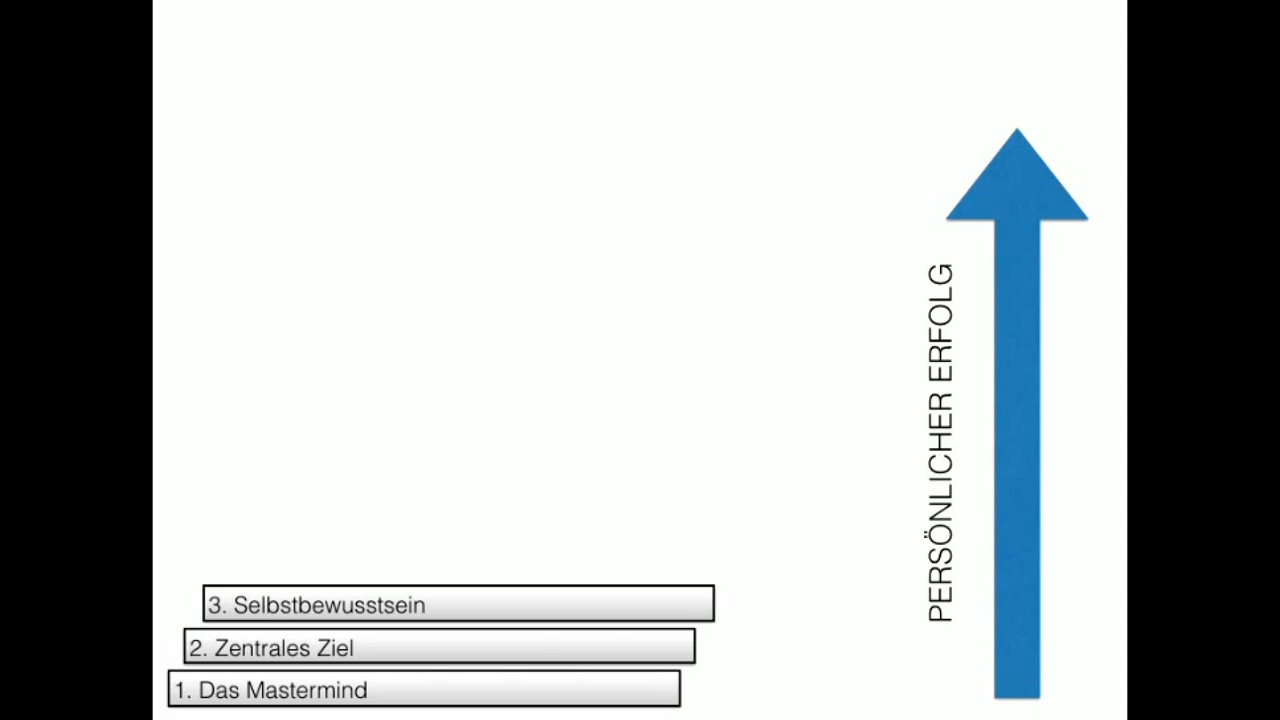 PERSÖNLICHER ERFOLG
3. Selbstbewusstsein
2. Zentrales Ziel
1. Das Mastermind